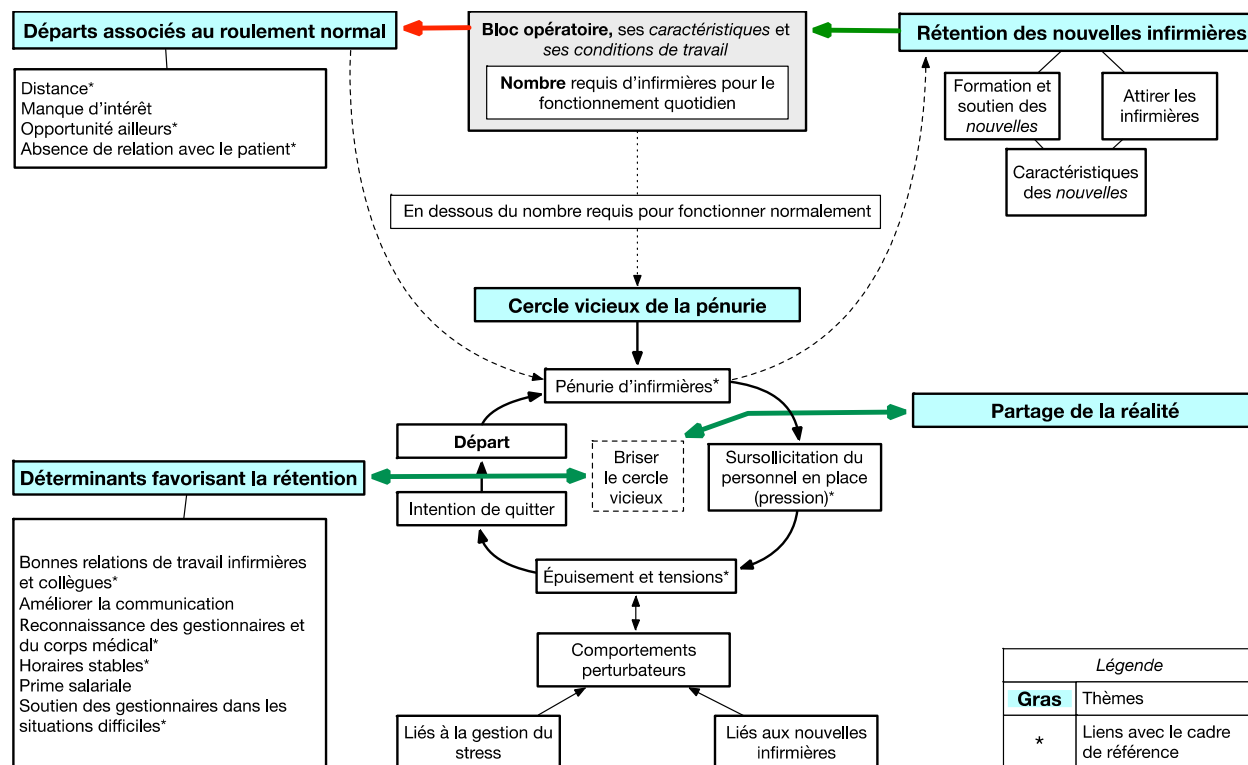 Départs associés au roulement normal
Distance*
Manque d'intérêt
Opportunité ailleurs*
Absence de relation avec le patient*
Bloc opératoire, ses caractéristiques et
ses conditions de travail
Nombre requis d'infirmières pour le
fonctionnement quotidien
Rétention des nouvelles infirmières
Formation et
soutien des
nouvelles
Attirer les
infirmières
Caractéristiques
des nouvelles
En dessous du nombre requis pour fonctionner normalement
Cercle vicieux de la pénurie
Pénurie d'infirmières*
Partage de la réalité
Départ
Briser
le cercle
vicieux
Sursollicitation du
personnel en place
(pression)*
Déterminants favorisant la rétention
Intention de quitter
Bonnes relations de travail infirmières
et collègues*
Améliorer la communication
Reconnaissance des gestionnaires et
du corps médical*
Horaires stables*
Prime salariale
Soutien des gestionnaires dans les
situations difficiles*
Épuisement et tensions*
Comportements
perturbateurs
Liés à la gestion du
stress
Liés aux nouvelles
infirmières
Légende
Gras Thèmes
* Liens avec le cadre
de référence